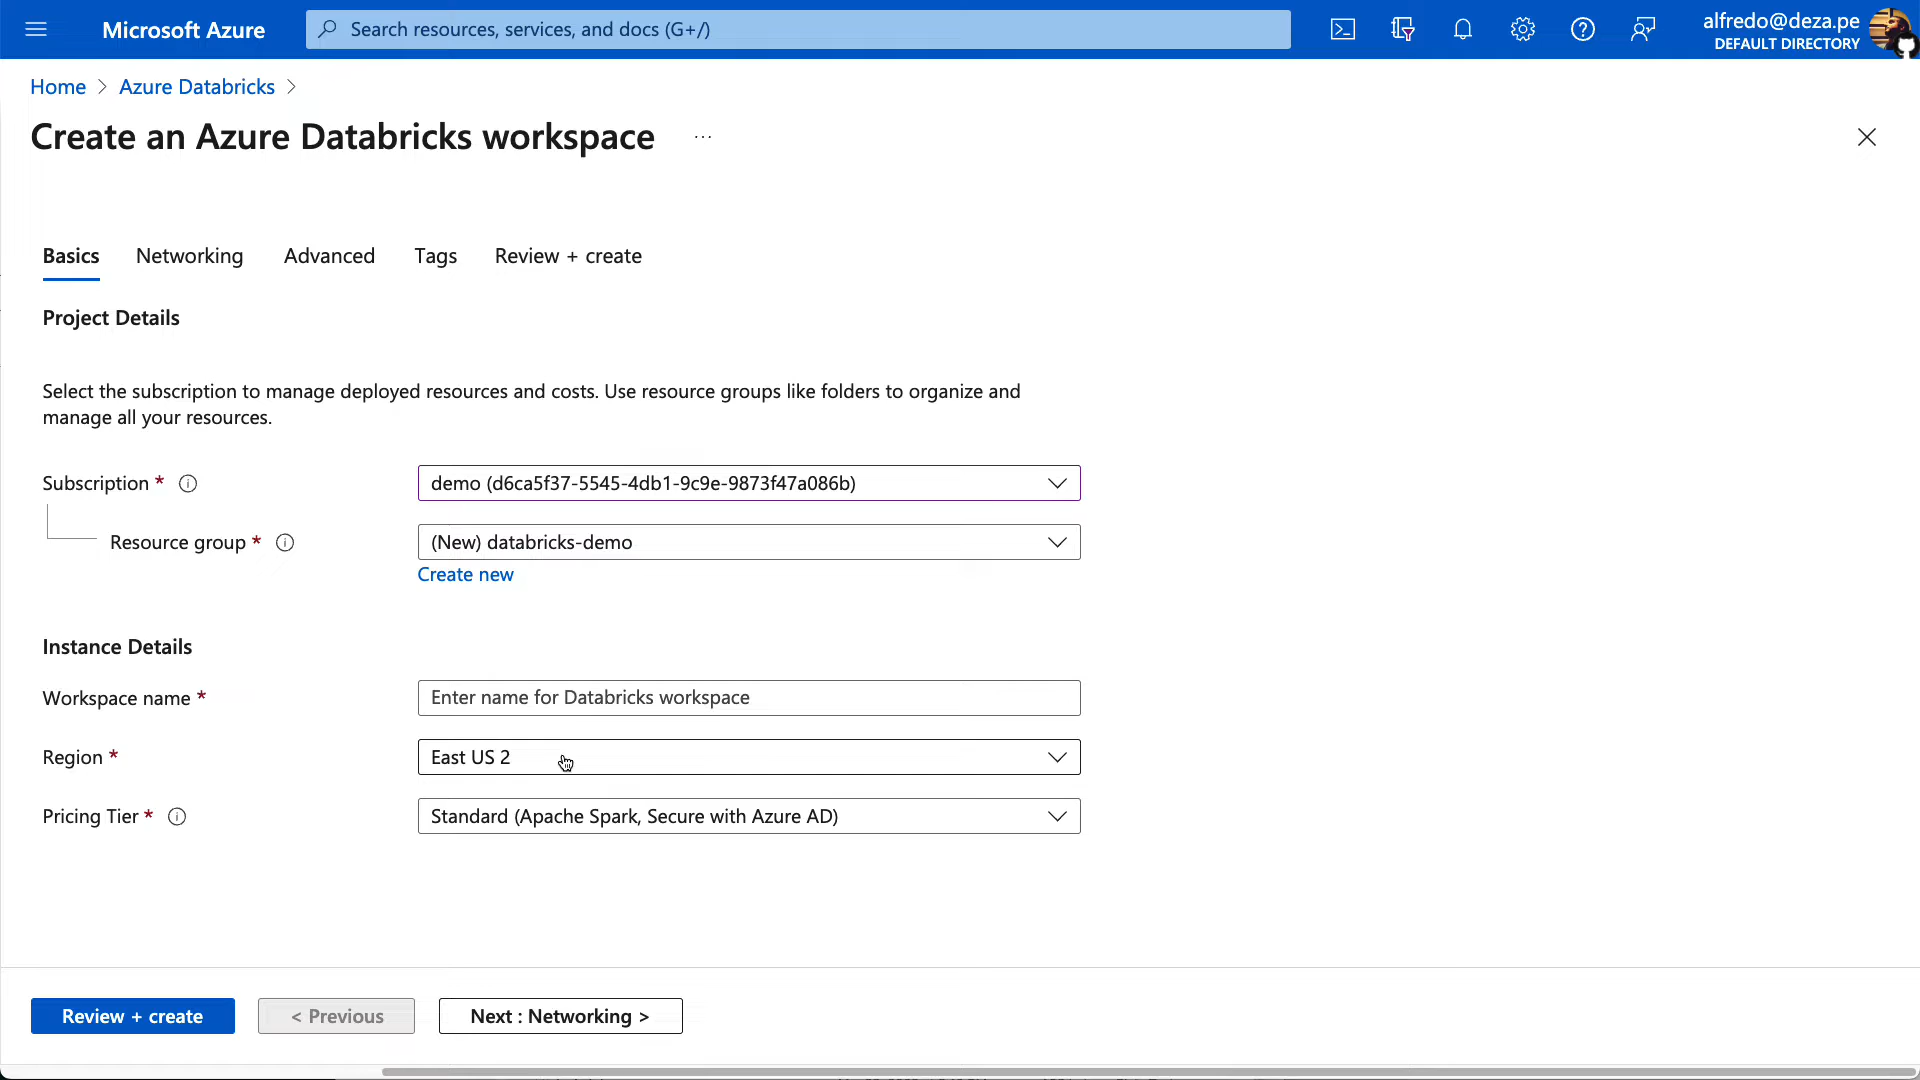 Microsoft Azure
Search resources, services, and docs (G+/)
alfredo@deza.pe
DEFAULT DIRECTORY
Home > Azure Databricks >
Create an Azure Databricks workspace ...
Basics Networking Advanced Tags Review + create
Project Details
Select the subscription to manage deployed resources and costs. Use resource groups like folders to organize and
manage all your resources.
Subscription * demo (d6ca5f37-5545-4db1-9c9e-9873f47a086b)
Resource group * (New) databricks-demo
Create new
Instance Details
Workspace name * Enter name for Databricks workspace
Region * East US 2
Pricing Tier * Standard (Apache Spark, Secure with Azure AD)
Review + create < Previous Next : Networking >